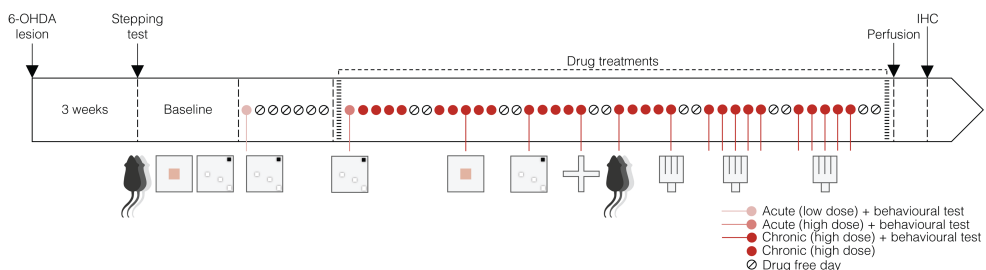 6-OHDA
lesion
Stepping
test
IHC
Perfusion
Drug treatments
3 weeks
Baseline
Acute (low dose) + behavioural test
Acute (high dose) + behavioural test
Chronic (high dose) + behavioural test
Chronic (high dose)
Drug free day